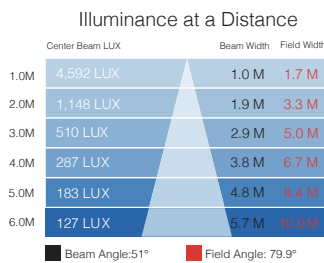 Illuminance at a Distance
Center Beam LUX Beam Width Field Width
1.0M 4,592 LUX 1.0 M 1.7 M
2.0M 1,148 LUX 1.9 M 3.3 M
3.0M 510 LUX 2.9 M 5.0 M
4.0M 287 LUX 3.8 M 6.7 M
5.0M 183 LUX 4.8 M 8.4 M
6.0M 127 LUX 5.7 M 10.0 M
Beam Angle:51° Field Angle: 79.9°